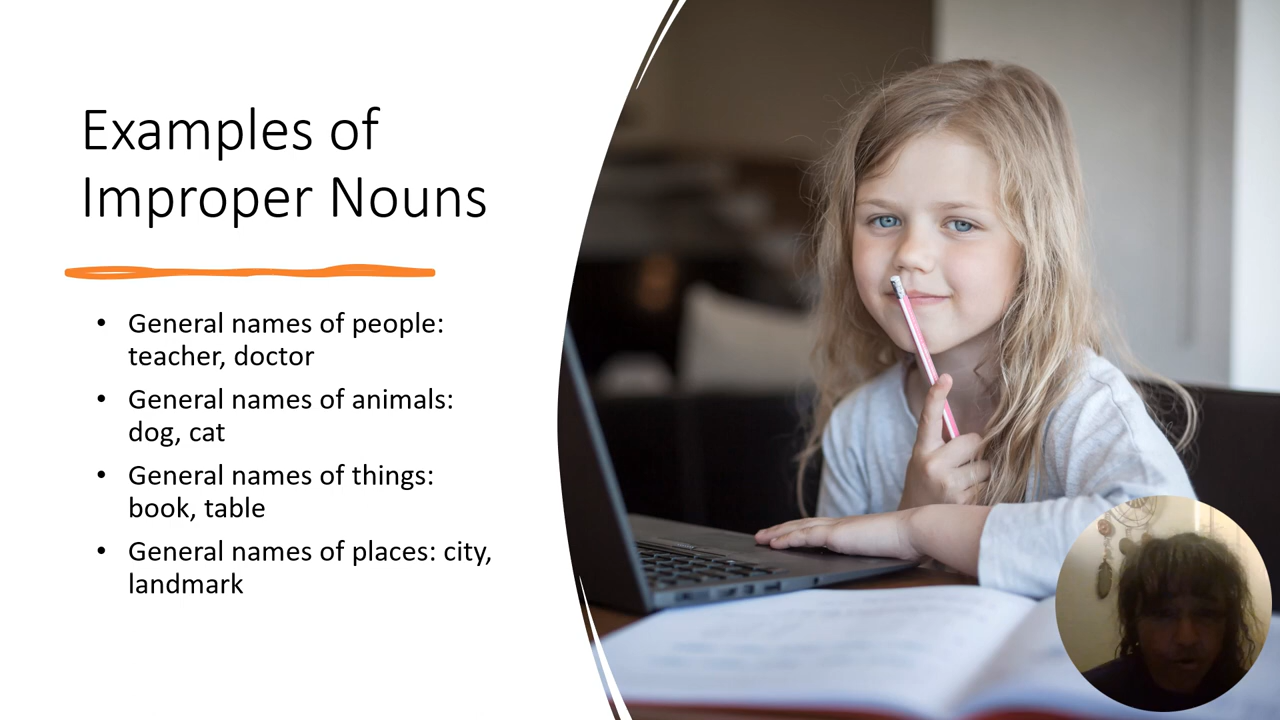 Examples of
Improper Nouns
• General names of people:
teacher, doctor
• General names of animals:
dog, cat
• General names of things:
book, table
• General names of places: city,
landmark